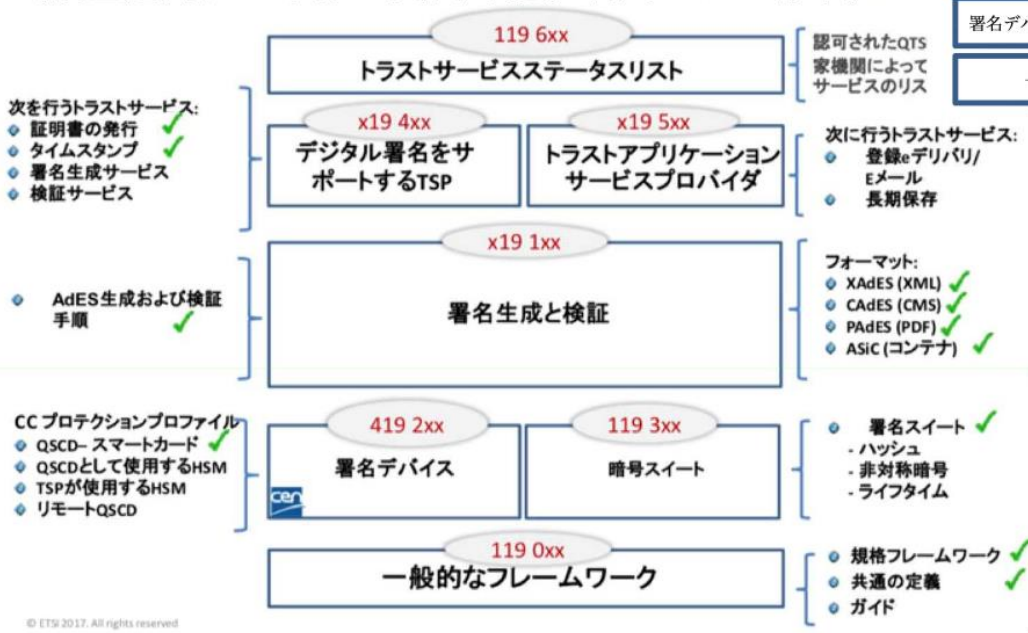 119 6xx
トラストサービスステータスリスト
認可されたQTS
家機関によって
サービスのリス
署名デバ
次を行うトラストサービス:
証明書の発行
タイムスタンプ
署名生成サービス
検証サービス
x19 4xx
デジタル署名をサ
ポートするTSP
x19 5xx
トラストアプリケーション
サービスプロバイダ
次に行うトラストサービス:
登録eデリバリ/
Eメール
長期保存
x19 1xx
署名生成と検証
AdES生成および検証
手順
フォーマット:
XAdES (XML)
CAdES (CMS)
PAdES (PDF)
ASiC (コンテナ)
CC プロテクションプロファイル
QSCD– スマートカード
QSCDとして使用するHSM
TSPが使用するHSM
リモートQSCD
419 2xx
署名デバイス
cen
119 3xx
暗号スイート
署名スイート
- ハッシュ
- 非対称暗号
- ライフタイム
119 0xx
一般的なフレームワーク
規格フレームワーク
共通の定義
ガイド
© ETSI 2017. All rights reserved